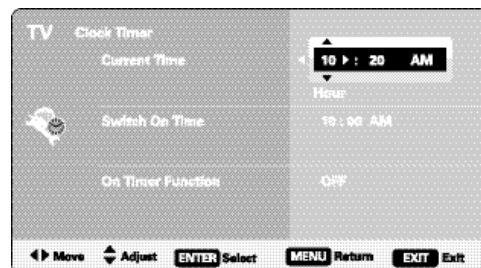 TV Clock Timer
Current Time 10 : 20 AM
Hour
Switch On Time 10 : 00 AM
On Timer Function OFF
Move Adjust ENTER Select MENU Return EXIT Exit